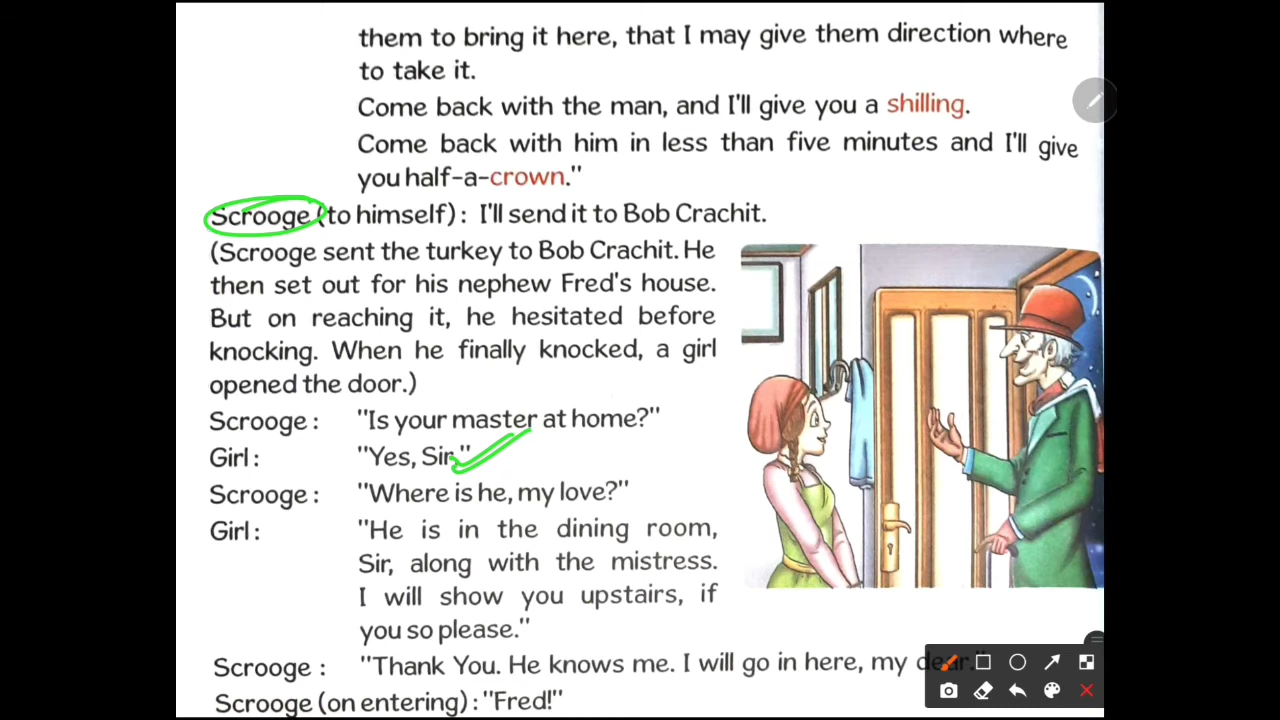 them to bring it here, that I may give them direction where
to take it.
Come back with the man, and I'll give you a shilling.
Come back with him in less than five minutes and I'll give
you half-a-crown."
Scrooge (to himself) : I'll send it to Bob Crachit.
(Scrooge sent the turkey to Bob Crachit. He
then set out for his nephew Fred's house.
But on reaching it, he hesitated before
knocking. When he finally knocked, a girl
opened the door.)
Scrooge : "Is your master at home?"
Girl : "Yes, Sir."
Scrooge : "Where is he, my love?"
Girl : "He is in the dining room,
Sir, along with the mistress.
I will show you upstairs, if
you so please."
Scrooge : "Thank You. He knows me. I will go in here, my dear."
Scrooge (on entering) : "Fred!"